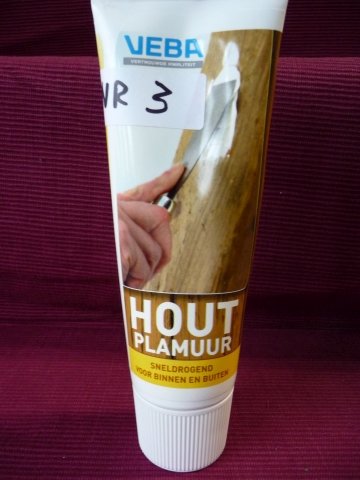 VEBA
VERTROUWDE KWALITEIT
NR 3
HOUT
PLAMUUR
SNELDROGEND
VOOR BINNEN EN BUITEN